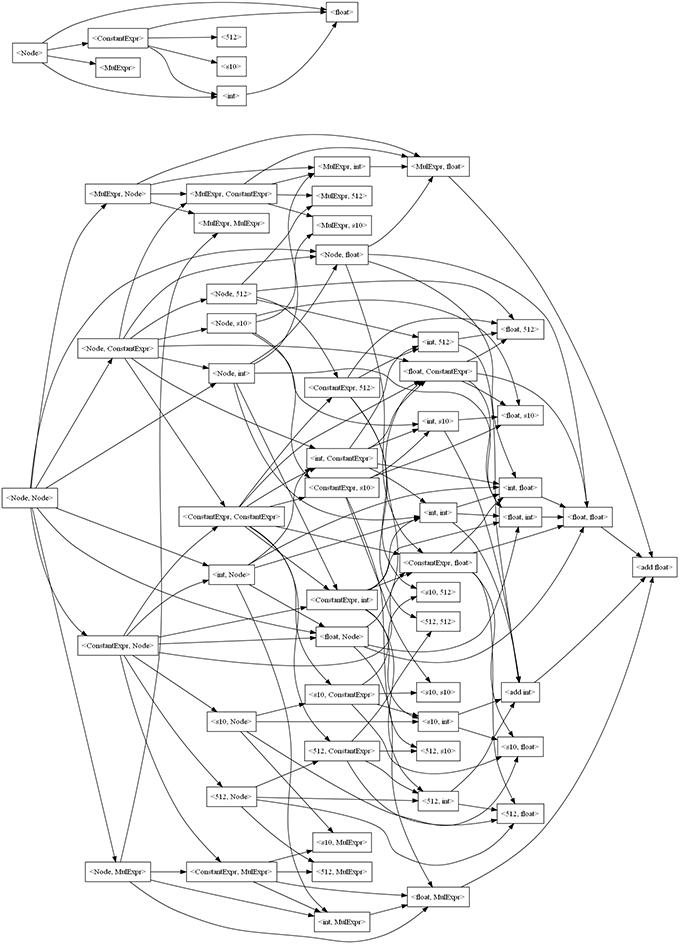 <float>
<ConstantExpr>
<512>
<Node>
<MulExpr>
<s10>
<int>
<MulExpr, int>
<MulExpr, float>
<MulExpr, Node>
<MulExpr, ConstantExpr>
<MulExpr, 512>
<MulExpr, MulExpr>
<MulExpr, s10>
<Node, float>
<Node, 512>
<Node, s10>
<float, 512>
<int, 512>
<Node, ConstantExpr>
<Node, int>
<float, ConstantExpr>
<ConstantExpr, 512>
<float, s10>
<int, s10>
<int, ConstantExpr>
<ConstantExpr, s10>
<int, float>
<Node, Node>
<ConstantExpr, ConstantExpr>
<int, int>
<float, int>
<float, float>
<ConstantExpr, float>
<add float>
<int, Node>
<s10, 512>
<ConstantExpr, int>
<512, 512>
<float, Node>
<ConstantExpr, Node>
<s10, ConstantExpr>
<s10, s10>
<add int>
<s10, Node>
<s10, int>
<512, ConstantExpr>
<512, s10>
<s10, float>
<512, Node>
<512, int>
<512, float>
<s10, MulExpr>
<Node, MulExpr>
<ConstantExpr, MulExpr>
<512, MulExpr>
<float, MulExpr>
<int, MulExpr>